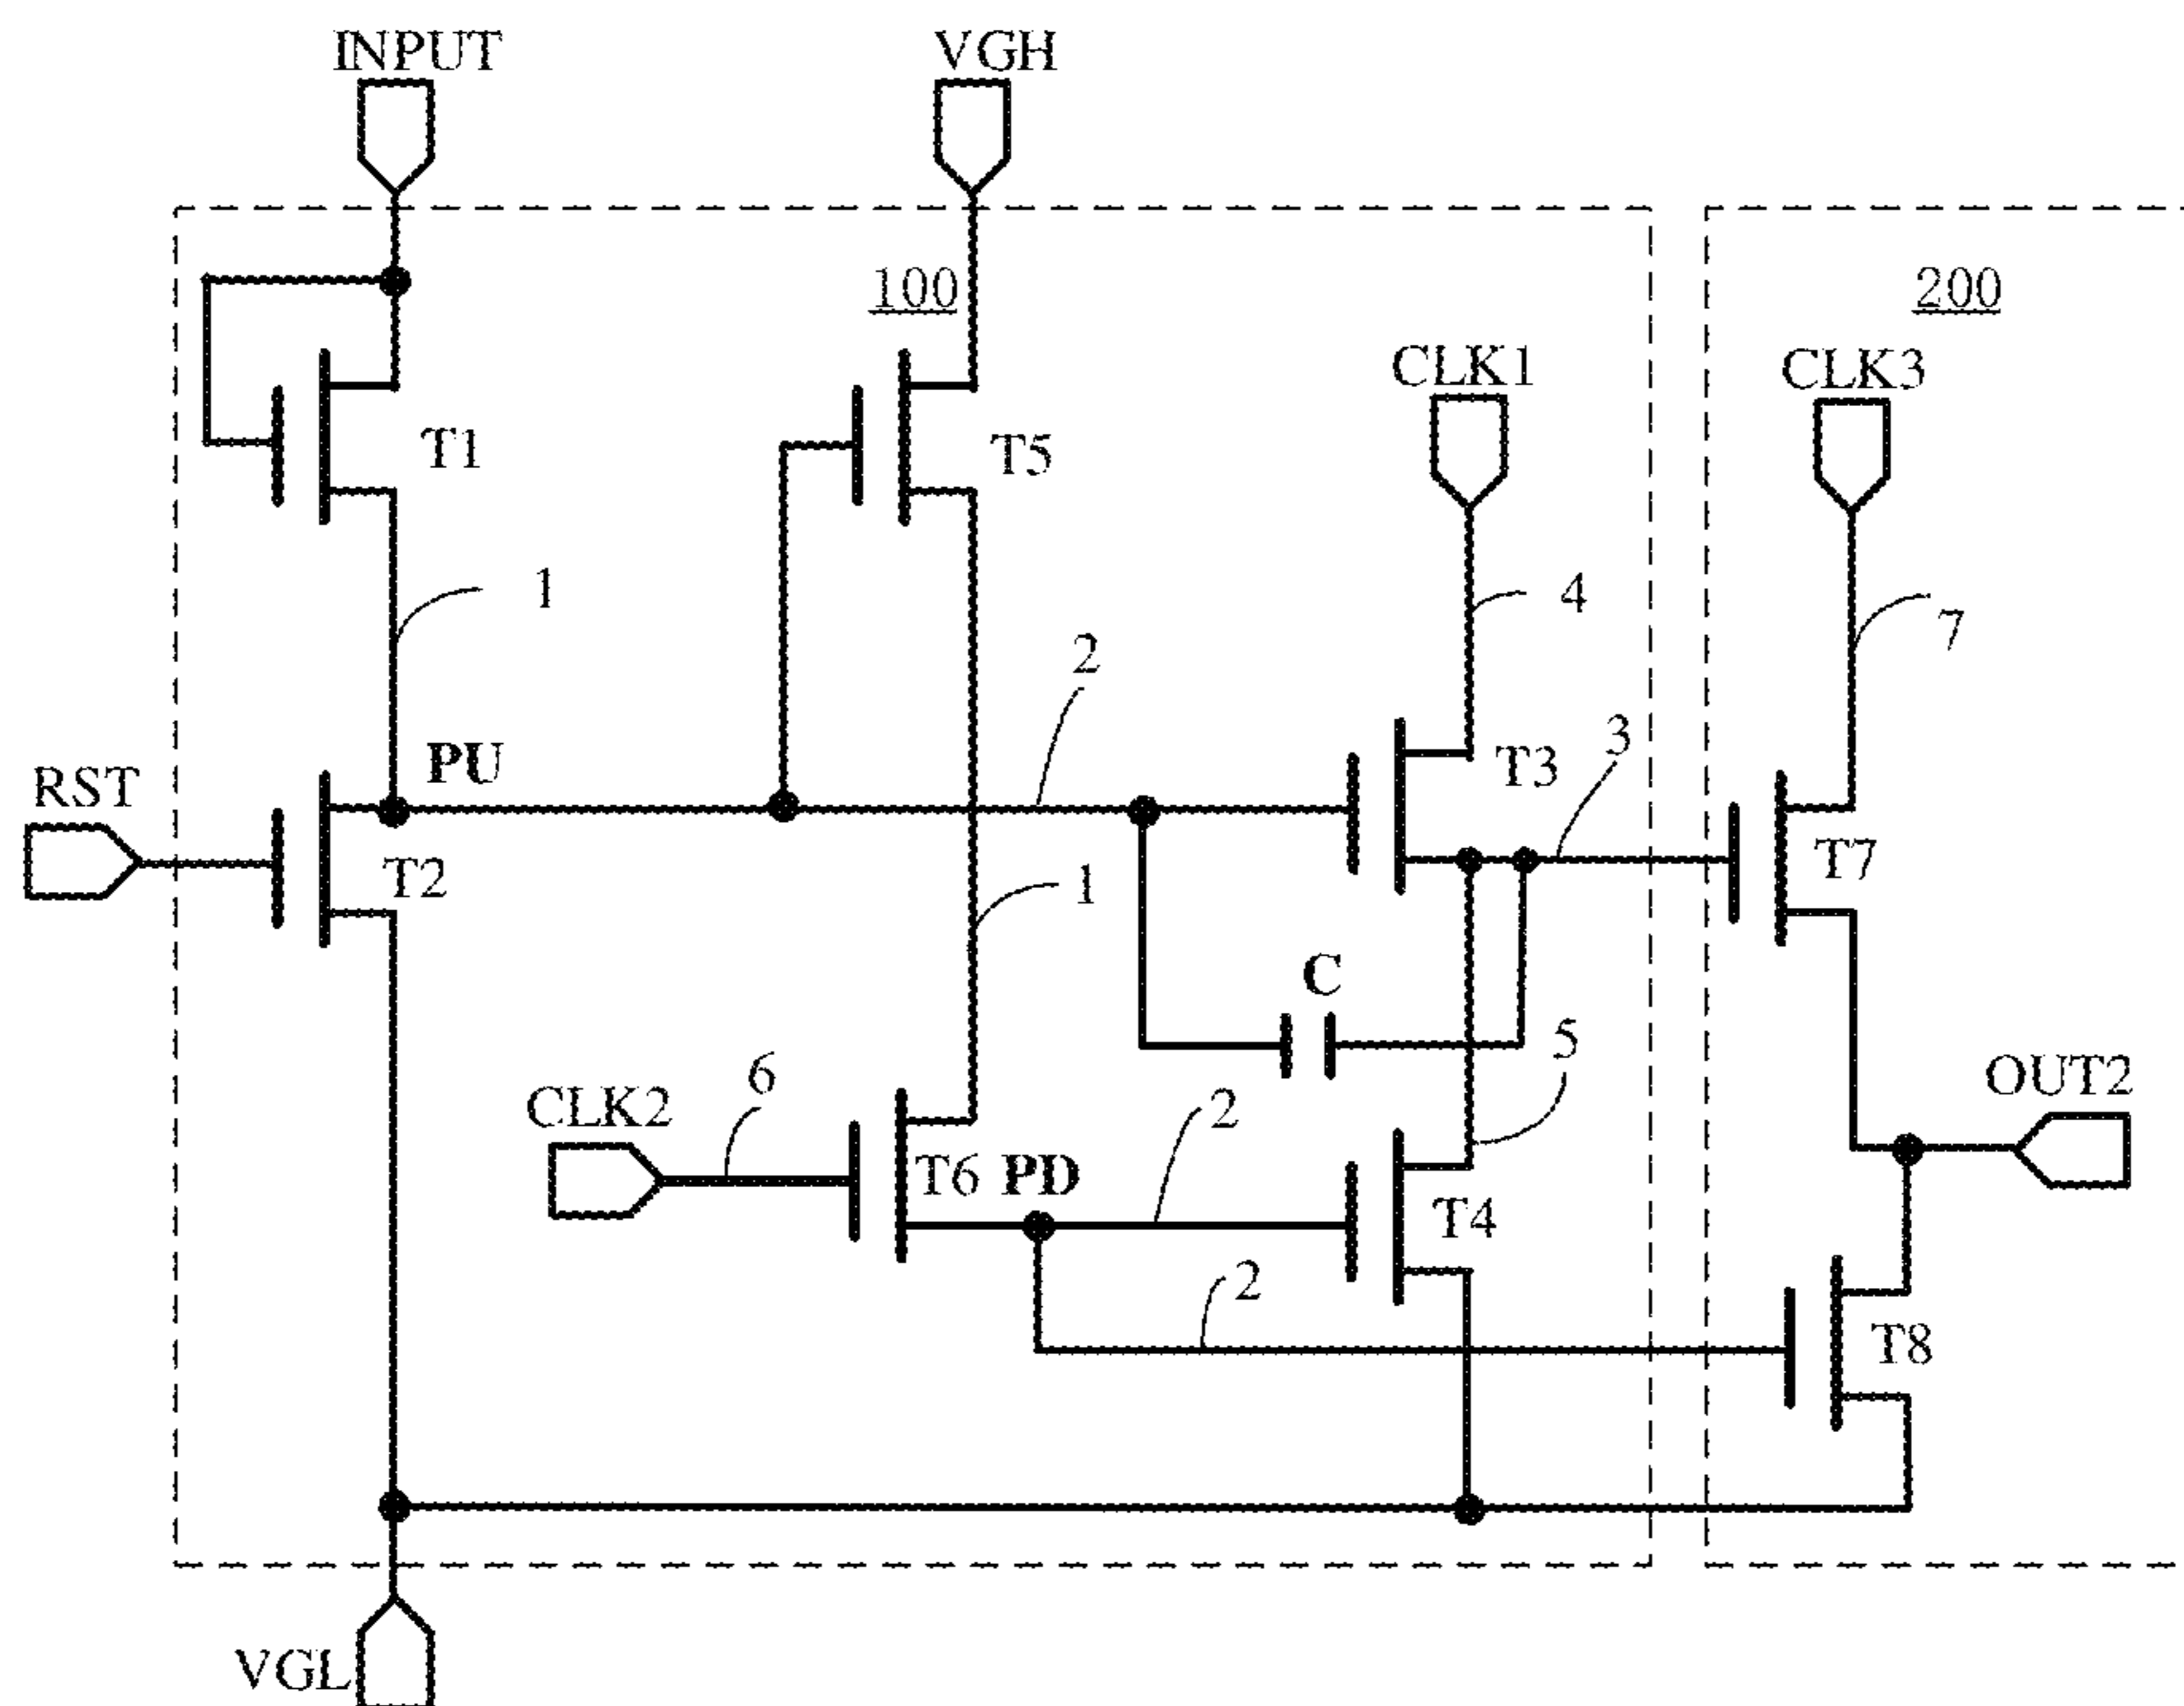 INPUT
VGH
100
200
CLK1
CLK3
T1
T5
1
4
2
7
PU
3
T3
RST
T2
T7
1
C
5
6
OUT2
CLK2
2
T6
PD
T4
2
T8
VGL